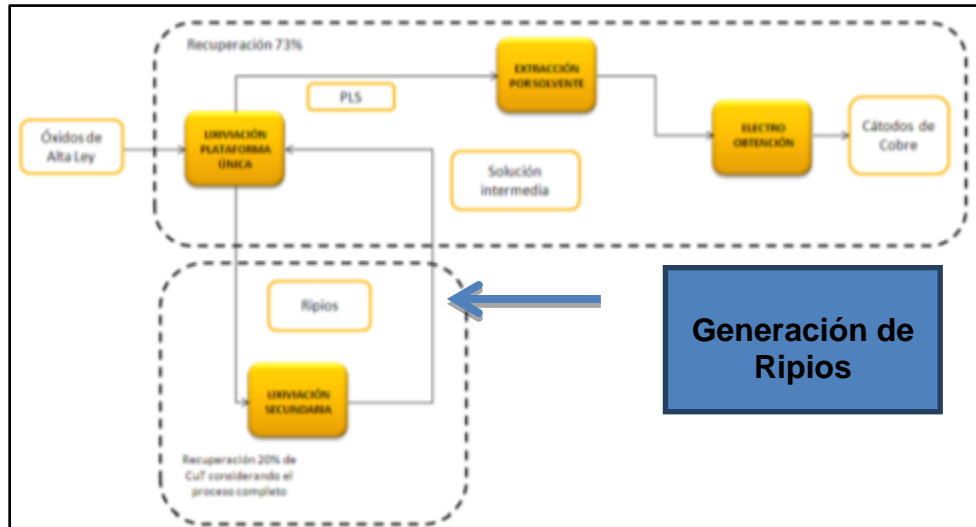 Recuperación 73%
EXTRACCIÓN
POR SOLVENTE
PLS
Óxidos de
Alta Ley
LIXIVIACIÓN
PLATAFORMA
ÚNICA
ELECTRO
OBTENCIÓN
Cátodos de
Cobre
Solución
intermedia
Ripios
Generación de
Ripios
LIXIVIACIÓN
SECUNDARIA
Recuperación 20% de
CuT considerando el
proceso completo